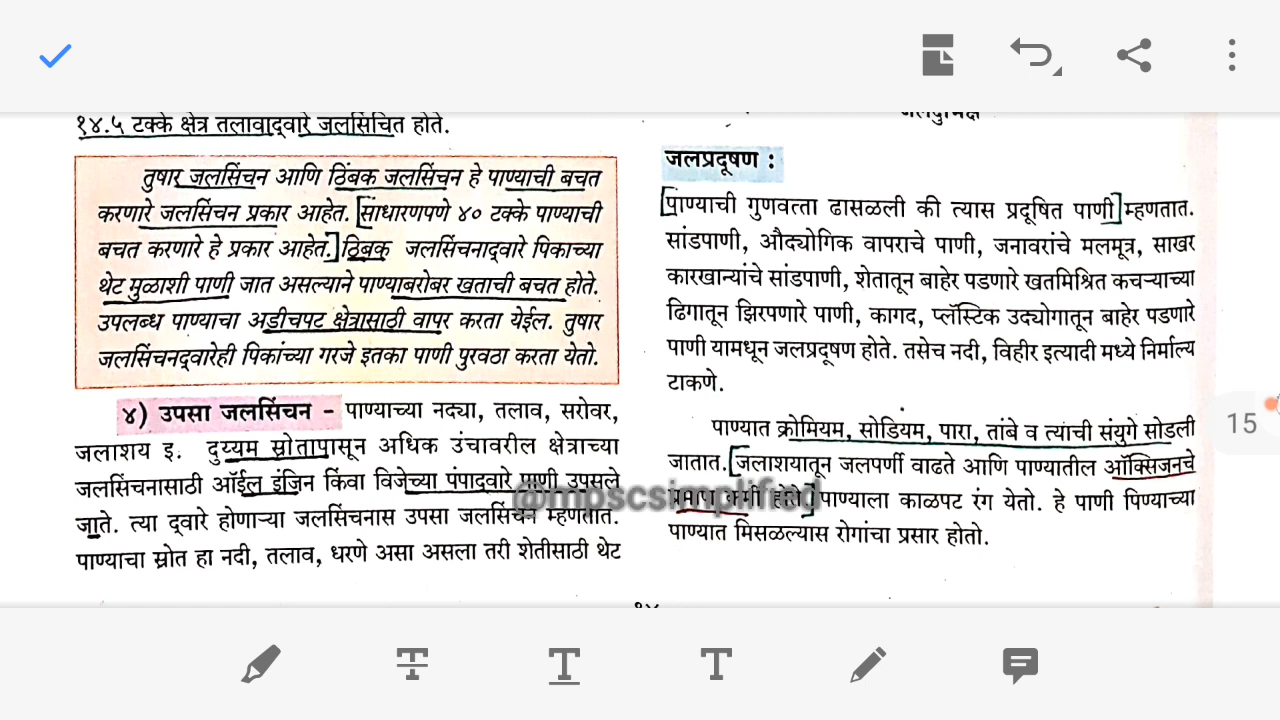 १४.५ टक्के क्षेत्र तलावाद्‌वारे जलसिंचित होते.
तुषार जलसिंचन आणि ठिंबक जलसिंचन हे पाण्याची बचत
करणारे जलसिंचन प्रकार आहेत. [साधारणपणे ४० टक्के पाण्याची
बचत करणारे हे प्रकार आहेत.] ठिबक जलसिंचनाद्‌वारे पिकाच्या
थेट मुळाशी पाणी जात असल्याने पाण्याबरोबर खताची बचत होते.
उपलब्ध पाण्याचा अडीचपट क्षेत्रासाठी वापर करता येईल. तुषार
जलसिंचनद्‌वारेही पिकांच्या गरजे इतका पाणी पुरवठा करता येतो.
४) उपसा जलसिंचन - पाण्याच्या नद्या, तलाव, सरोवर,
जलाशय इ. दुय्यम स्रोतापासून अधिक उंचावरील क्षेत्राच्या
जलसिंचनासाठी ऑईल इंजिन किंवा विजेच्या पंपाद्‌वारे पाणी उपसले
जाते. त्या द्‌वारे होणाऱ्या जलसिंचनास उपसा जलसिंचन म्हणतात.
पाण्याचा स्रोत हा नदी, तलाव, धरणे असा असला तरी शेतीसाठी थेट
जलप्रदूषण :
[पाण्याची गुणवत्ता ढासळली की त्यास प्रदूषित पाणी] म्हणतात.
सांडपाणी, औद्योगिक वापराचे पाणी, जनावरांचे मलमूत्र, साखर
कारखान्यांचे सांडपाणी, शेतातून बाहेर पडणारे खतमिश्रित कचऱ्याच्या
ढिगातून झिरपणारे पाणी, कागद, प्लॅस्टिक उद्योगातून बाहेर पडणारे
पाणी यामधून जलप्रदूषण होते. तसेच नदी, विहीर इत्यादी मध्ये निर्माल्य
टाकणे.
पाण्यात क्रोमियम, सोडियम, पारा, तांबे व त्याची संयुगे सोडली
जातात. [जलाशयातून जलपर्णी वाढते आणि पाण्यातील ऑक्सिजनचे
प्रमाण कमी होते.] पाण्याला काळपट रंग येतो. हे पाणी पिण्याच्या
पाण्यात मिसळल्यास रोगांचा प्रसार होतो.
@mpscsimplified
15